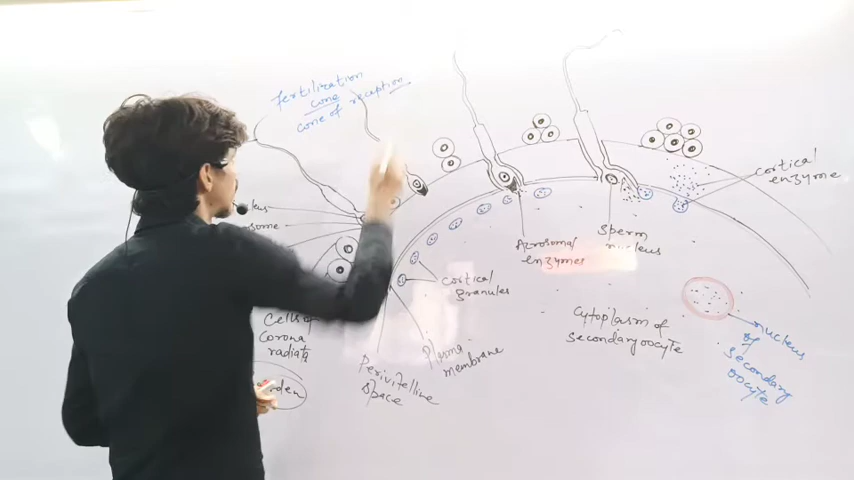 fertilization
cone
cone of reception
cortical
enzyme
Sperm
nucleus
Acrosomal
enzymes
cortical
granules
Cytoplasm of
secondary oocyte
nucleus
of
secondary
oocyte
Plasma
membrane
Perivitelline
space
Cells of
Corona
radiata